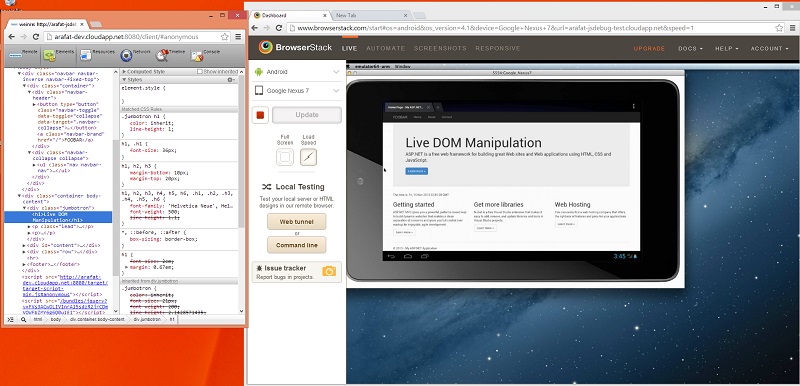 weinre: http://arafat-jsdel
arafat-dev.cloudapp.net:8080/client/#anonymous
Remote
Elements
Resources
Network
Timeline
Console
<div class="navbar navbar-
inverse navbar-fixed-top">
<div class="container">
<div class="navbar-
header">
<button type="button"
class="navbar-toggle"
data-toggle="collapse"
data-target=".navbar-
<a class="navbar-brand"
href="/">FOOBAR</a>
</div>
<div class="navbar-
collapse collapse">
<ul class="nav
navbar-nav">…</ul>
</div>
</div>
</div>
<div class="container body-
content">
<div class="jumbotron">
<h1>Live DOM
Manipulation</h1>
<p class="lead">…</p>
<p>…</p>
</div>
<div id="content">…</div>
<div class="row">…</div>
<hr>
<footer>…</footer>
</div>
<script src="http://arafat-
dev.cloudapp.net:8080/target/
target-script-
min.js#anonymous"></script>
html body div.container.body-content div.jumbotron h1
Computed Style Show inherited
Styles
element.style {
}
Matched CSS Rules
.jumbotron h1 {
color: inherit;
line-height: 1;
}
h1, .h1 {
font-size: 36px;
}
h1, h2, h3 {
margin-bottom: 10px;
margin-top: 20px;
}
h1, h2, h3, h4, h5, h6, .h1, .h2, .h3,
.h4, .h5, .h6 {
font-family: 'Helvetica Neue', Hel
font-weight: 500;
line-height: 1.1;
}
*, ::before, ::after {
box-sizing: border-box;
}
h1 {
font-size: 2em;
margin: 0.67em;
}
Inherited from div.jumbotron
.jumbotron {
color: inherit;
font-size: 21px;
font-weight: 200;
line-height: 2.1428571435;
Dashboard
New Tab
www.browserstack.com/start#os=android&os_version=4.1&device=Google+Nexus+7&url=arafat-jsdebug-test.cloudapp.net&speed=1
BrowserStack LIVE AUTOMATE SCREENSHOTS RESPONSIVE UPGRADE DOCS HELP ACCOUNT
Android
Google Nexus 7
Update
Full
Screen
Load
Speed
Local Testing
Test your local server or HTML
designs in our remote browser.
Web tunnel
or
Command line
Issue tracker
Report bugs in projects.
emulator64-arm Window
5554:Google_Nexus7
FOOBAR
Live DOM Manipulation
ASP.NET is a free web framework for building great Web sites and Web applications using HTML, CSS and
JavaScript.
Getting started
Get more libraries
Web Hosting
3:45